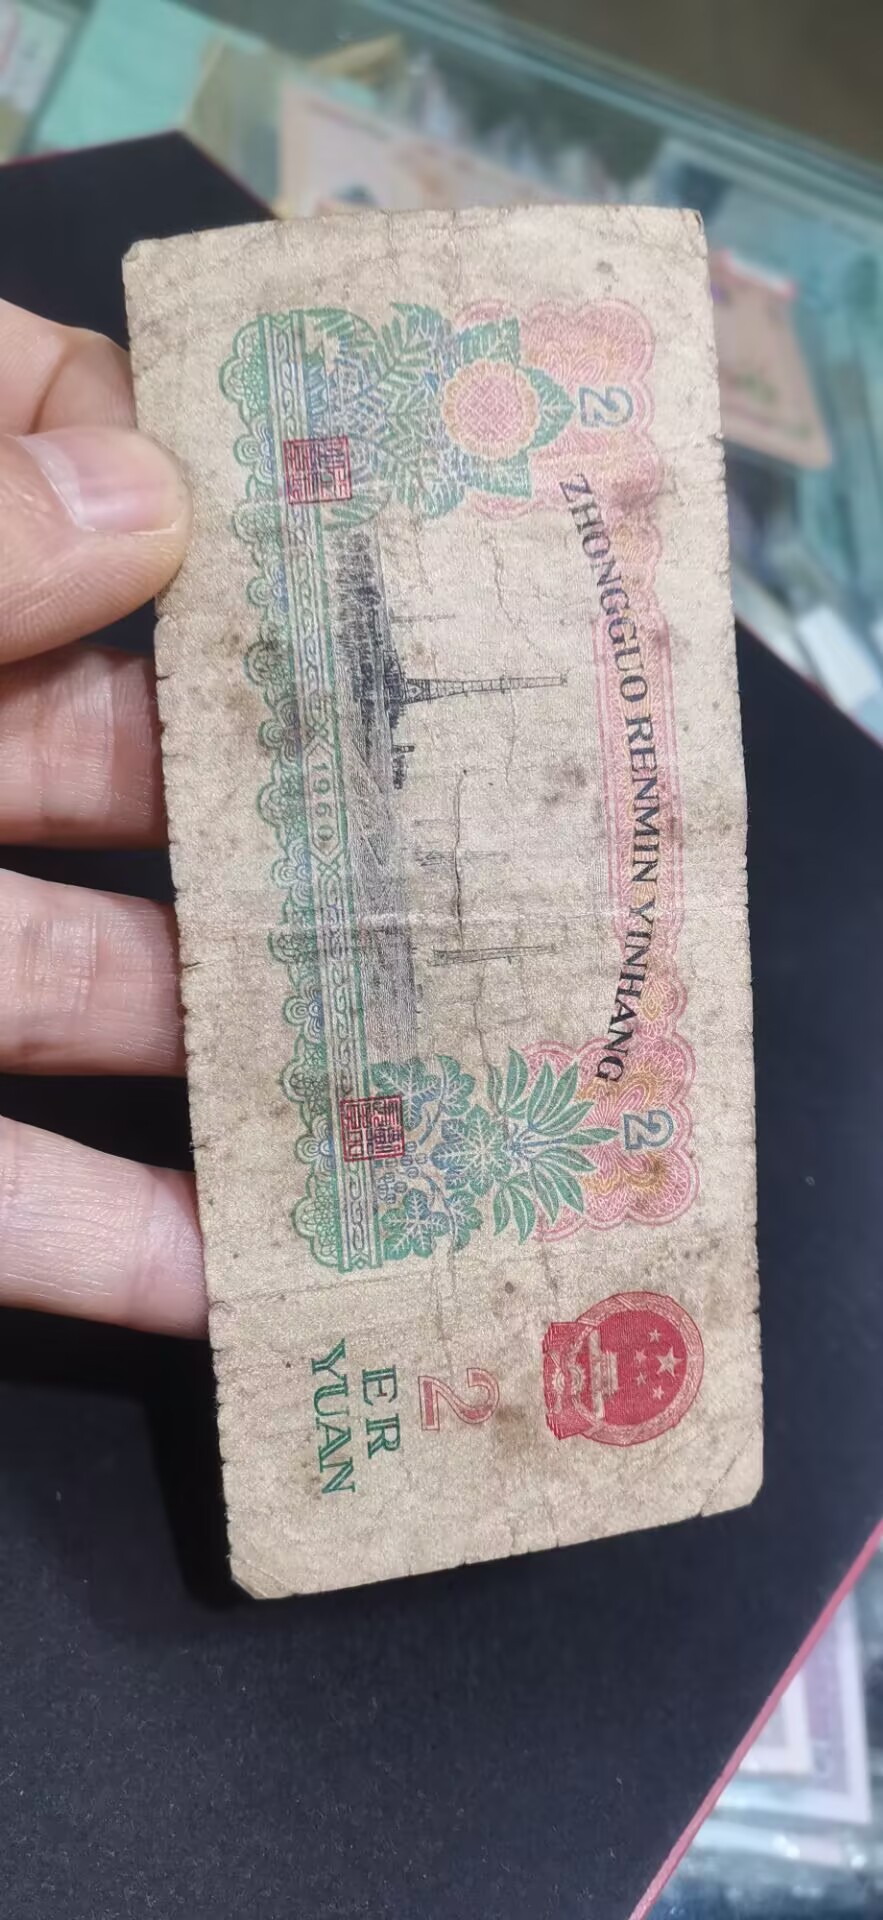 ZHONGGUO RENMIN YINHANG
2
2
1960
2
ER
YUAN